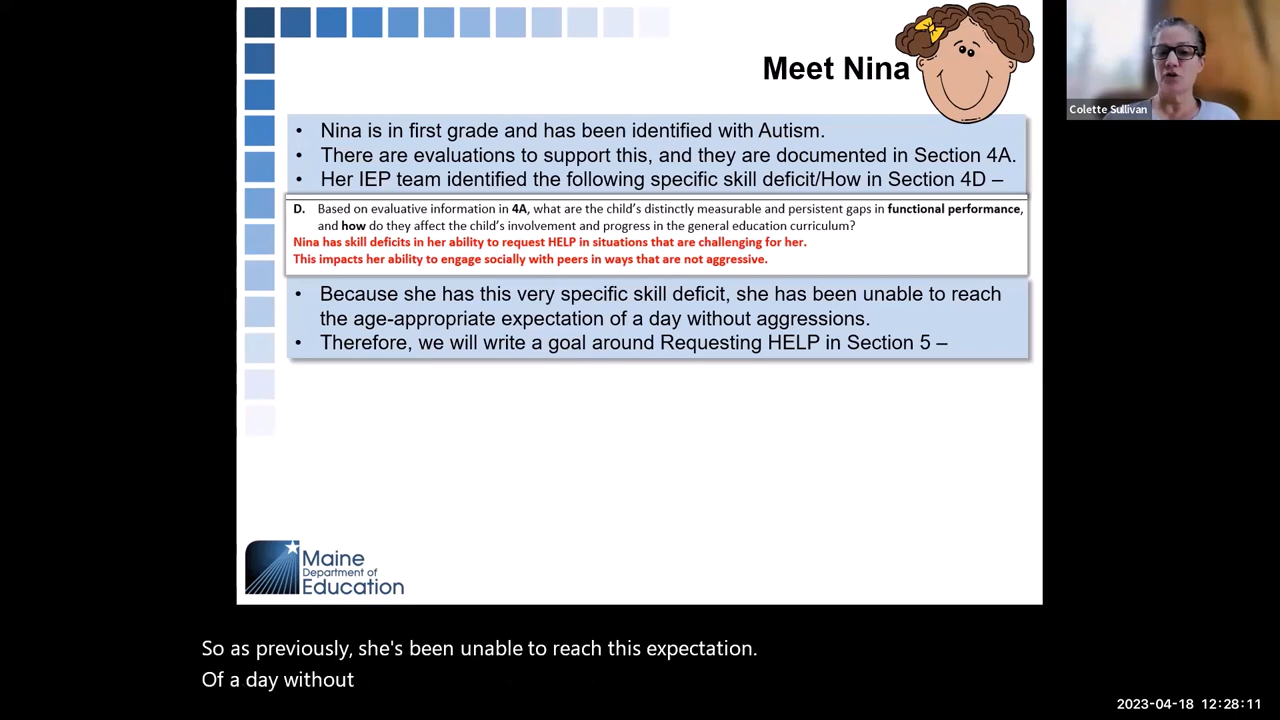 Meet Nina
Colette Sullivan
• Nina is in first grade and has been identified with Autism.
• There are evaluations to support this, and they are documented in Section 4A.
• Her IEP team identified the following specific skill deficit/How in Section 4D –
D. Based on evaluative information in 4A, what are the child's distinctly measurable and persistent gaps in functional performance,
and how do they affect the child's involvement and progress in the general education curriculum?
Nina has skill deficits in her ability to request HELP in situations that are challenging for her.
This impacts her ability to engage socially with peers in ways that are not aggressive.
• Because she has this very specific skill deficit, she has been unable to reach
the age-appropriate expectation of a day without aggressions.
• Therefore, we will write a goal around Requesting HELP in Section 5 –
Maine
Department of
Education
So as previously, she's been unable to reach this expectation.
Of a day without
2023-04-18 12:28:11